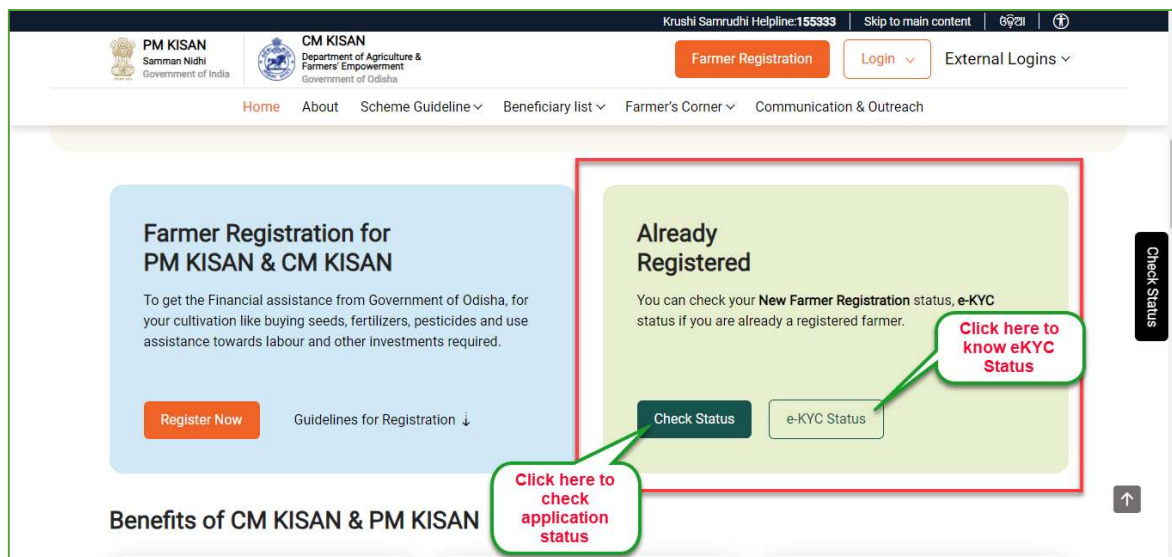 Krushi Samrudhi Helpline:155333 Skip to main content ଓଡ଼ିଆ
PM KISAN
Samman Nidhi
Government of India
CM KISAN
Department of Agriculture &
Farmers' Empowerment
Government of Odisha
Farmer Registration Login External Logins
Home About Scheme Guideline Beneficiary list Farmer's Corner Communication & Outreach
Farmer Registration for
PM KISAN & CM KISAN
To get the Financial assistance from Government of Odisha, for
your cultivation like buying seeds, fertilizers, pesticides and use
assistance towards labour and other investments required.
Register Now Guidelines for Registration ↓
Already
Registered
You can check your New Farmer Registration status, e-KYC
status if you are already a registered farmer.
Click here to
know eKYC
Status
Check Status e-KYC Status
Click here to
check
application
status
Check Status
Benefits of CM KISAN & PM KISAN